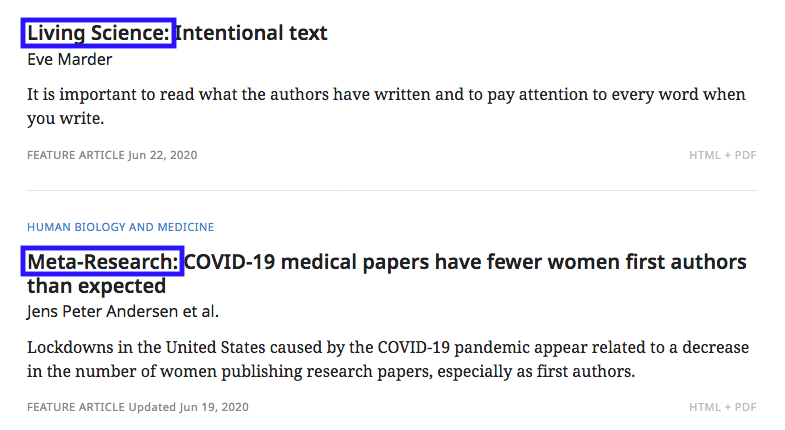 Living Science: Intentional text
Eve Marder
It is important to read what the authors have written and to pay attention to every word when
you write.
FEATURE ARTICLE Jun 22, 2020 HTML + PDF
HUMAN BIOLOGY AND MEDICINE
Meta-Research: COVID-19 medical papers have fewer women first authors
than expected
Jens Peter Andersen et al.
Lockdowns in the United States caused by the COVID-19 pandemic appear related to a decrease
in the number of women publishing research papers, especially as first authors.
FEATURE ARTICLE Updated Jun 19, 2020 HTML + PDF